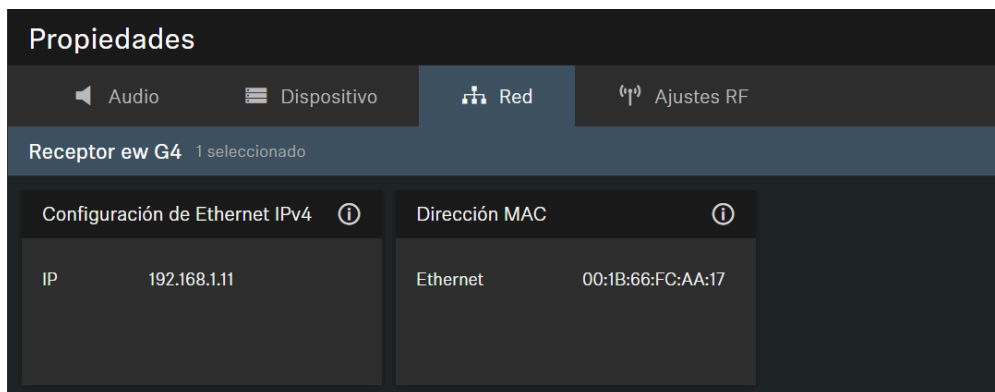 Propiedades
Audio Dispositivo Red Ajustes RF
Receptor ew G4 1 seleccionado
Configuración de Ethernet IPv4 Dirección MAC
IP 192.168.1.11 Ethernet 00:1B:66:FC:AA:17